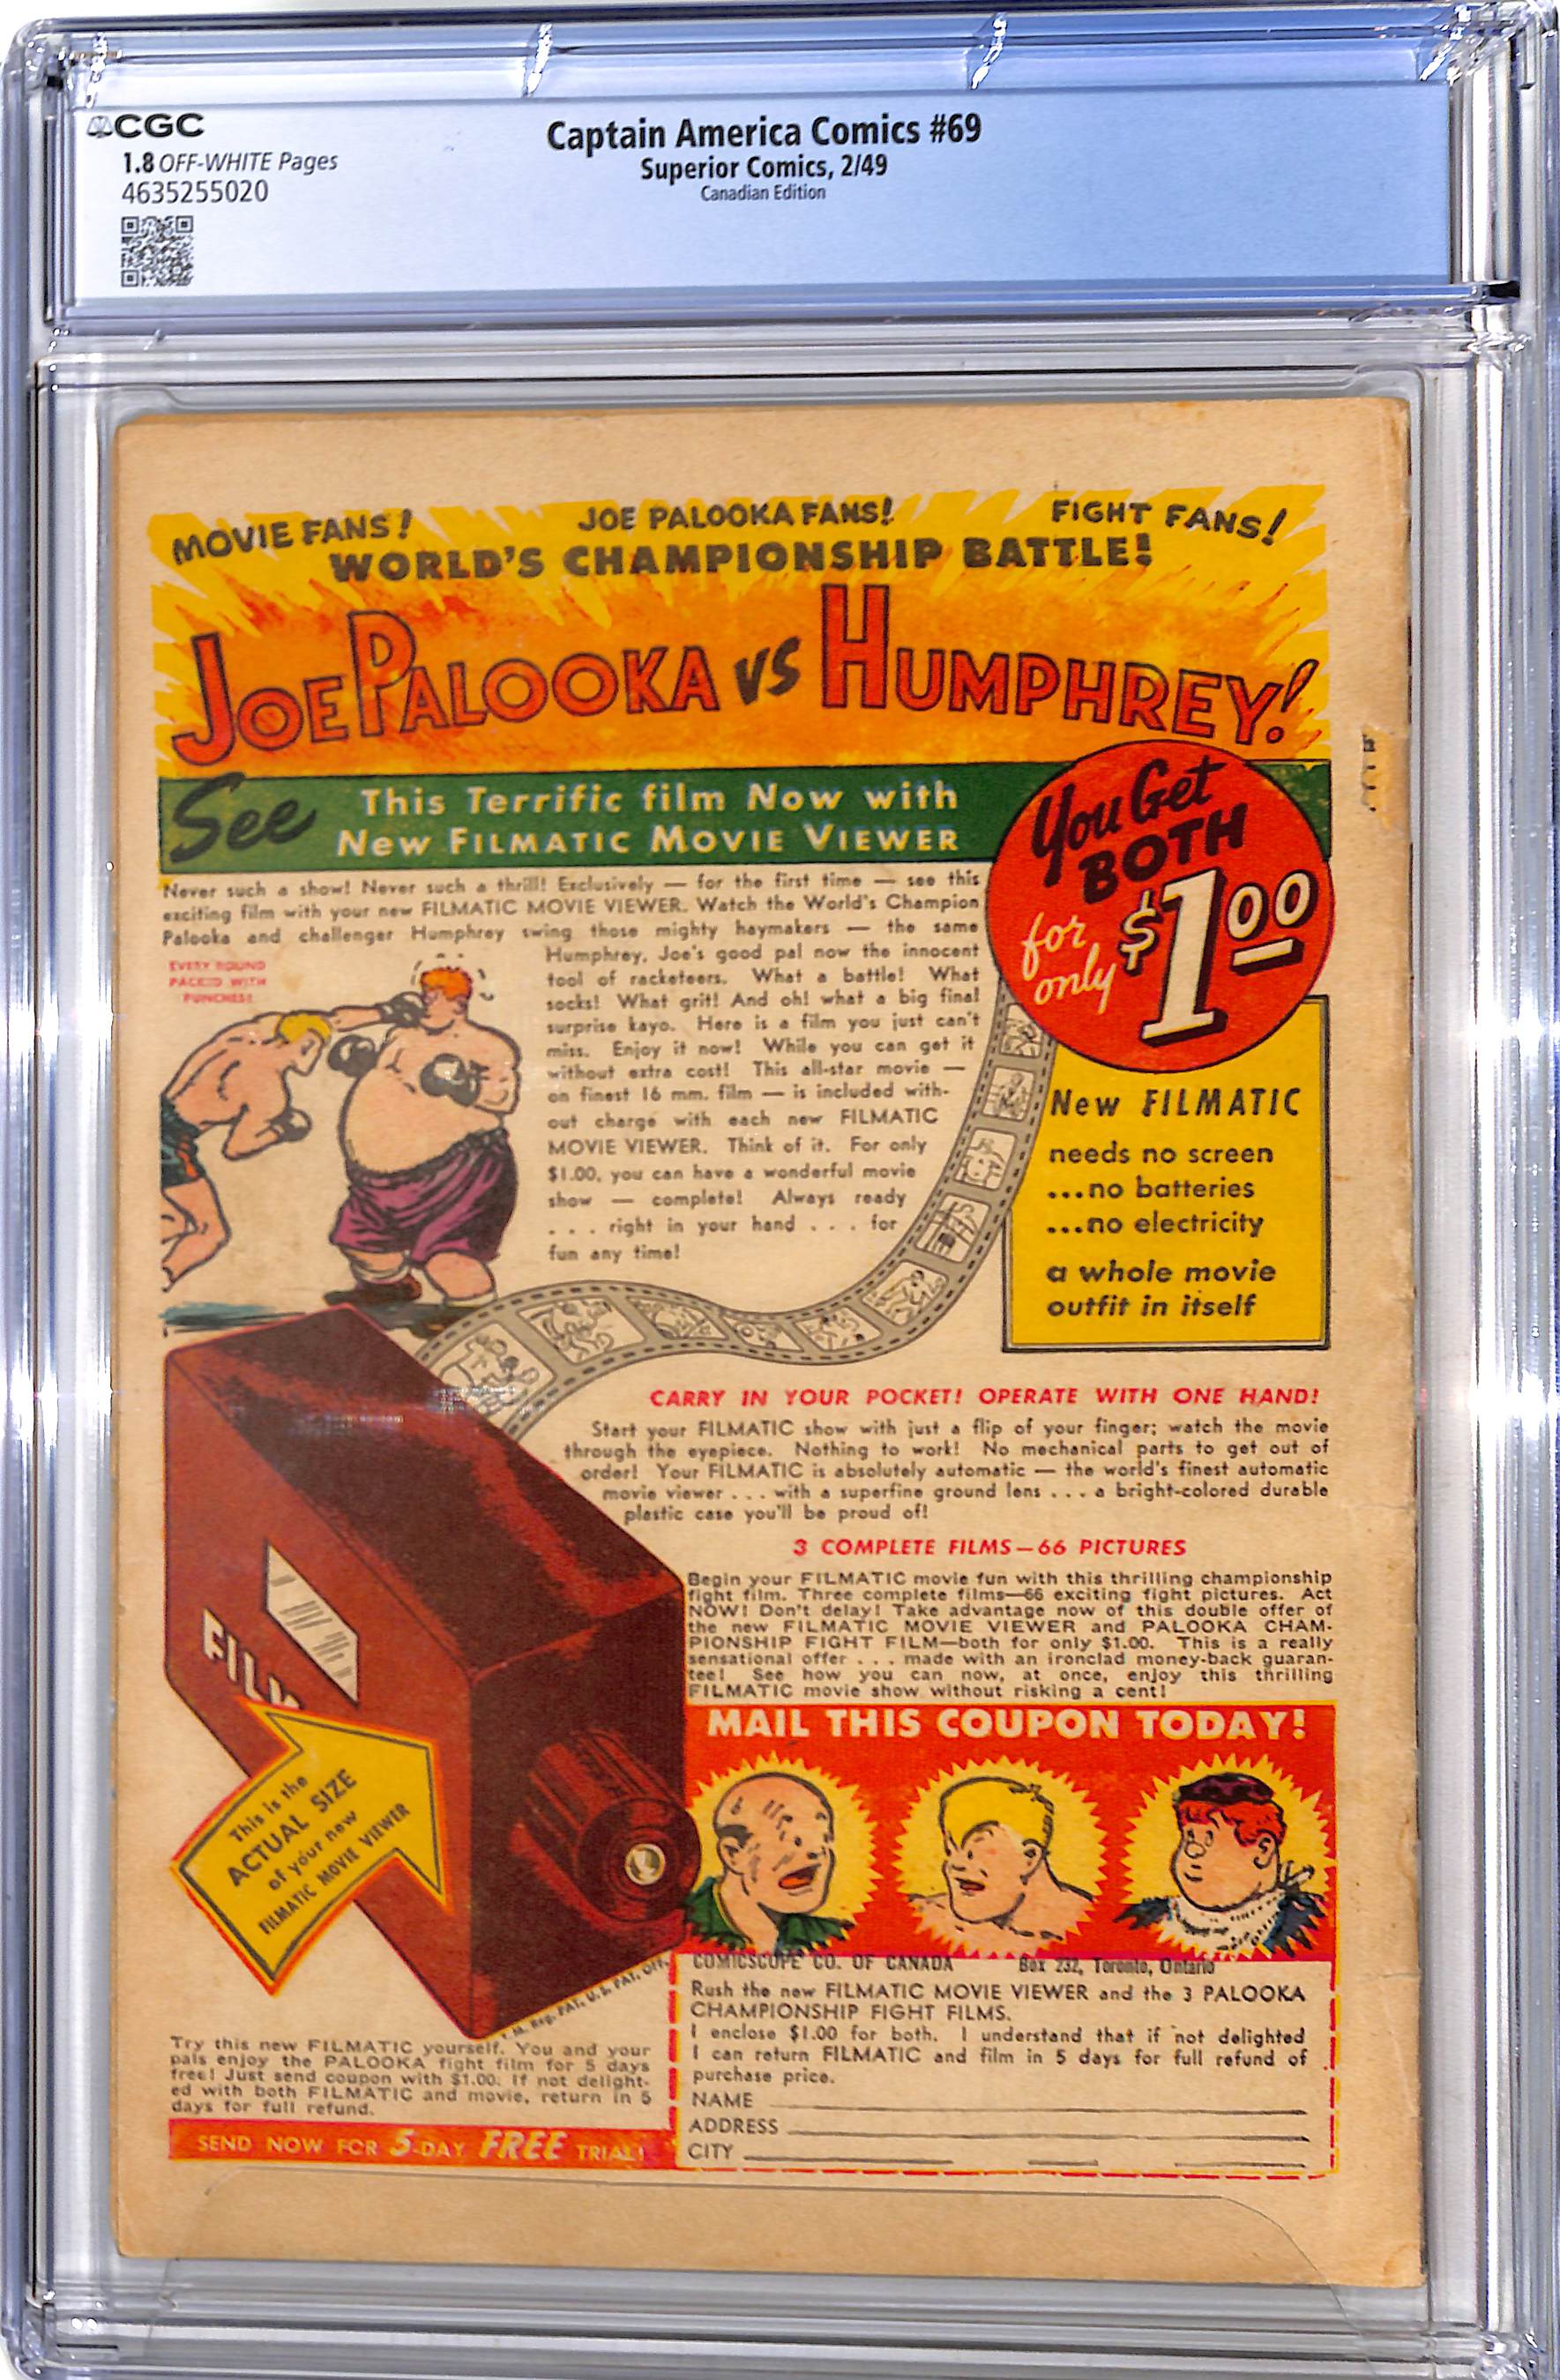 CGC
1.8 OFF-WHITE Pages
4635255020
Captain America Comics #69
Superior Comics, 2/49
Canadian Edition
MOVIE FANS!
JOE PALOOKA FANS!
FIGHT FANS!
WORLD'S CHAMPIONSHIP BATTLE!
JOE PALOOKA VS HUMPHREY!
See This Terrific film Now with
New FILMATIC MOVIE VIEWER
You Get
BOTH
for
only $1.00
Never such a show! Never such a thrill! Exclusively — for the first time — see this
exciting film with your new FILMATIC MOVIE VIEWER. Watch the World's Champion
Palooka and challenger Humphrey swing those mighty haymakers — the same
Humphrey, Joe's good pal now the innocent
tool of racketeers. What a battle! What
socks! What grit! And oh! what a big final
surprise kayo. Here is a film you just can't
miss. Enjoy it now! While you can get it
without extra cost! This all-star movie —
on finest 16 mm. film — is included with-
out charge with each new FILMATIC
MOVIE VIEWER. Think of it. For only
$1.00, you can have a wonderful movie
show — complete! Always ready
. . . right in your hand . . . for
fun any time!
EVERY ROUND
PACKED WITH
PUNCHES!
New FILMATIC
needs no screen
...no batteries
...no electricity
a whole movie
outfit in itself
CARRY IN YOUR POCKET! OPERATE WITH ONE HAND!
Start your FILMATIC show with just a flip of your finger; watch the movie
through the eyepiece. Nothing to work! No mechanical parts to get out of
order! Your FILMATIC is absolutely automatic — the world's finest automatic
movie viewer . . . with a superfine ground lens . . . a bright-colored durable
plastic case you'll be proud of!
3 COMPLETE FILMS—66 PICTURES
Begin your FILMATIC movie fun with this thrilling championship
fight film. Three complete films—66 exciting fight pictures. Act
NOW! Don't delay! Take advantage now of this double offer of
the new FILMATIC MOVIE VIEWER and PALOOKA CHAM-
PIONSHIP FIGHT FILM—both for only $1.00. This is a really
sensational offer . . . made with an ironclad money-back guaran-
tee! See how you can now, at once, enjoy this thrilling
FILMATIC movie show without risking a cent!
FILM
This is the
ACTUAL SIZE
of your new
FILMATIC MOVIE VIEWER
T.M. Reg. PAT. U.S. PAT. OFF.
MAIL THIS COUPON TODAY!
COMICSCOPE CO. OF CANADA Box 232, Toronto, Ontario
Rush the new FILMATIC MOVIE VIEWER and the 3 PALOOKA
CHAMPIONSHIP FIGHT FILMS.
I enclose $1.00 for both. I understand that if not delighted
I can return FILMATIC and film in 5 days for full refund of
purchase price.
NAME
ADDRESS
CITY
Try this new FILMATIC yourself. You and your
pals enjoy the PALOOKA fight film for 5 days
free! Just send coupon with $1.00. If not delight-
ed with both FILMATIC and movie, return in 5
days for full refund.
SEND NOW FOR 5-DAY FREE TRIAL!